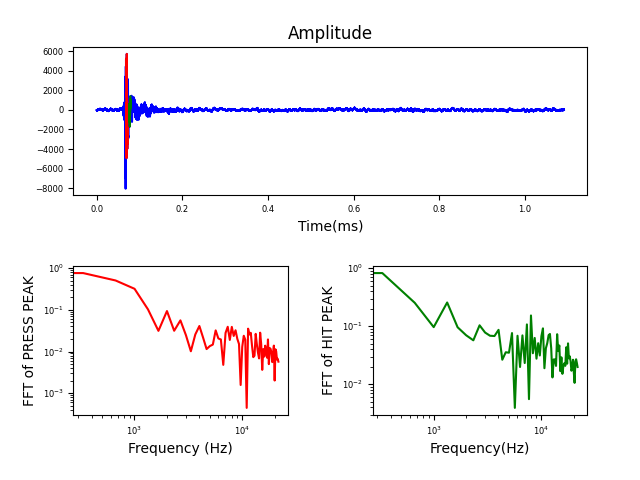 Amplitude
6000
4000
2000
0
−2000
−4000
−6000
−8000
0.0 0.2 0.4 0.6 0.8 1.0
Time(ms)
FFT of PRESS PEAK
10⁰
10⁻¹
10⁻²
10⁻³
10³ 10⁴
Frequency (Hz)
FFT of HIT PEAK
10⁰
10⁻¹
10⁻²
10³ 10⁴
Frequency(Hz)